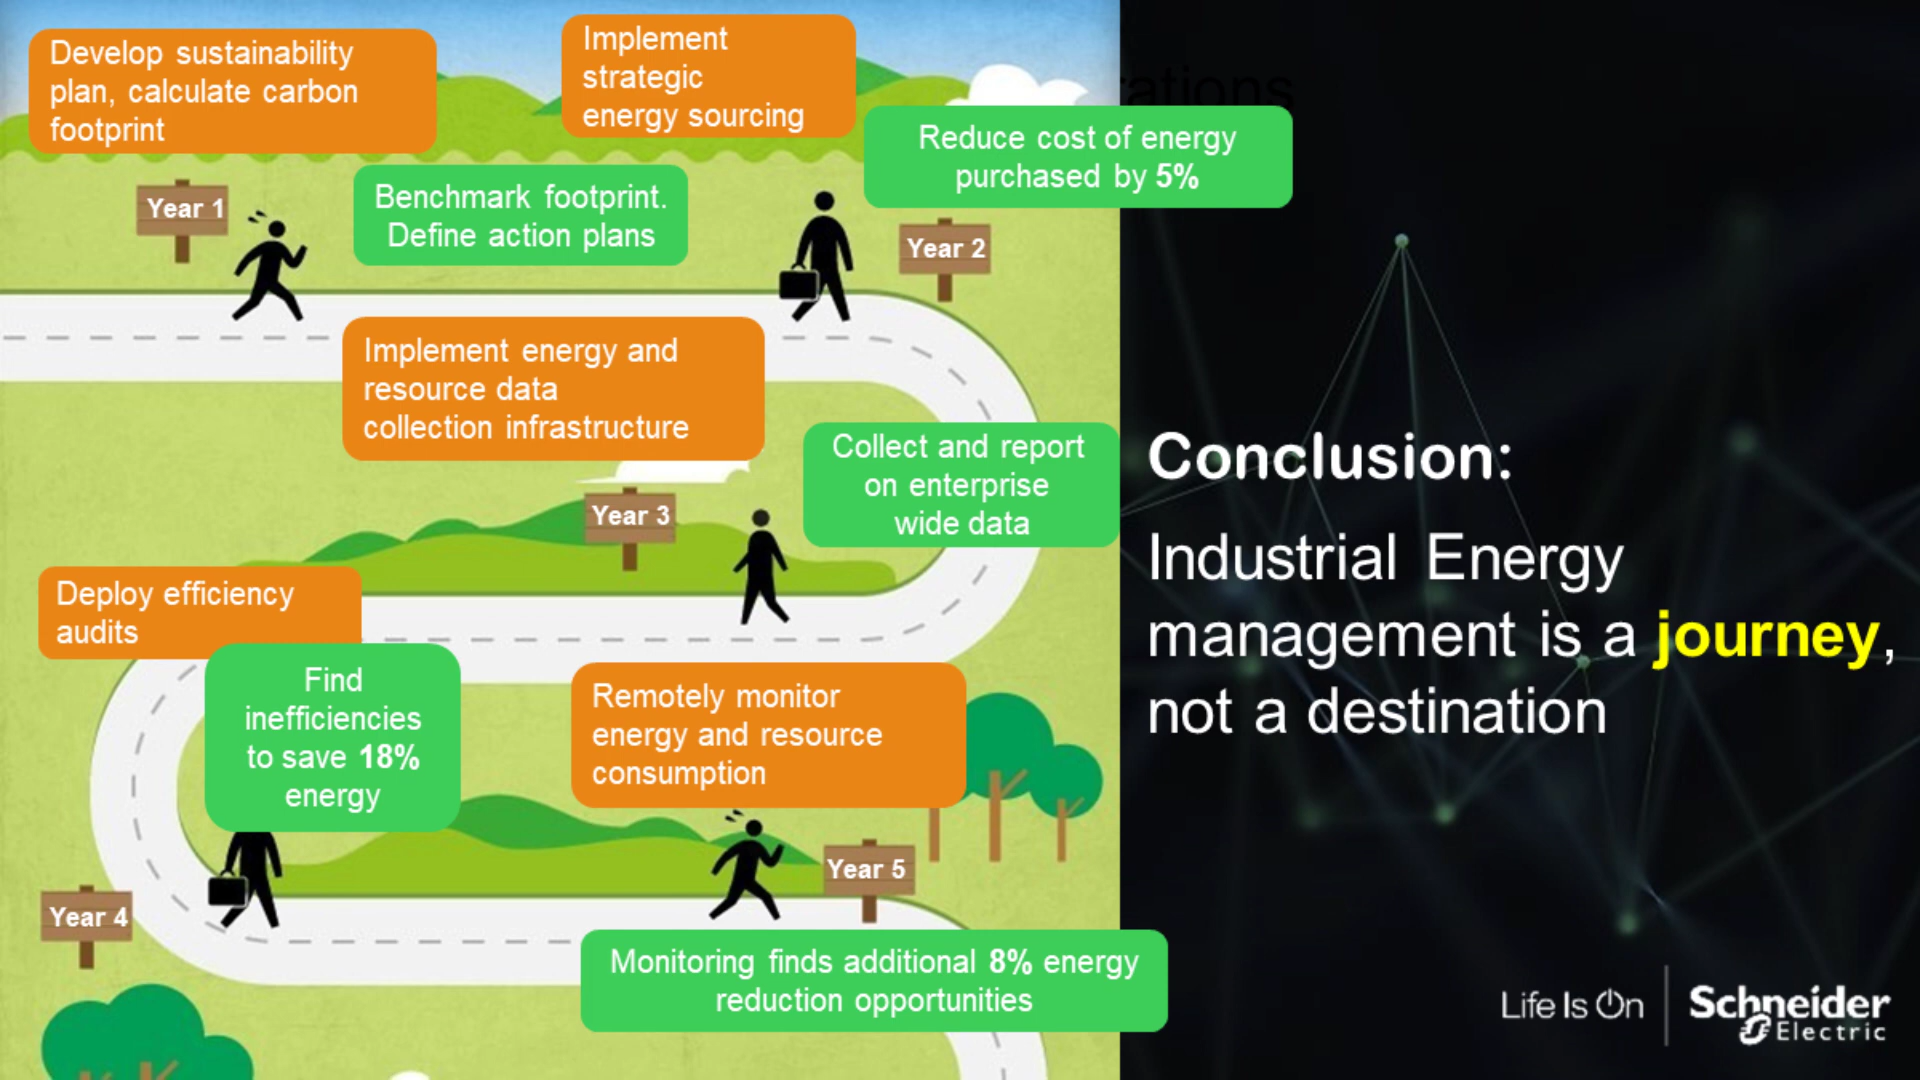 Develop sustainability
plan, calculate carbon
footprint
Implement
strategic
energy sourcing
Reduce cost of energy
purchased by 5%
Benchmark footprint.
Define action plans
Year 1
Year 2
Implement energy and
resource data
collection infrastructure
Collect and report
on enterprise
wide data
Year 3
Deploy efficiency
audits
Find
inefficiencies
to save 18%
energy
Remotely monitor
energy and resource
consumption
Year 5
Year 4
Monitoring finds additional 8% energy
reduction opportunities
Conclusion:
Industrial Energy
management is a journey,
not a destination
Life Is On
Schneider
Electric